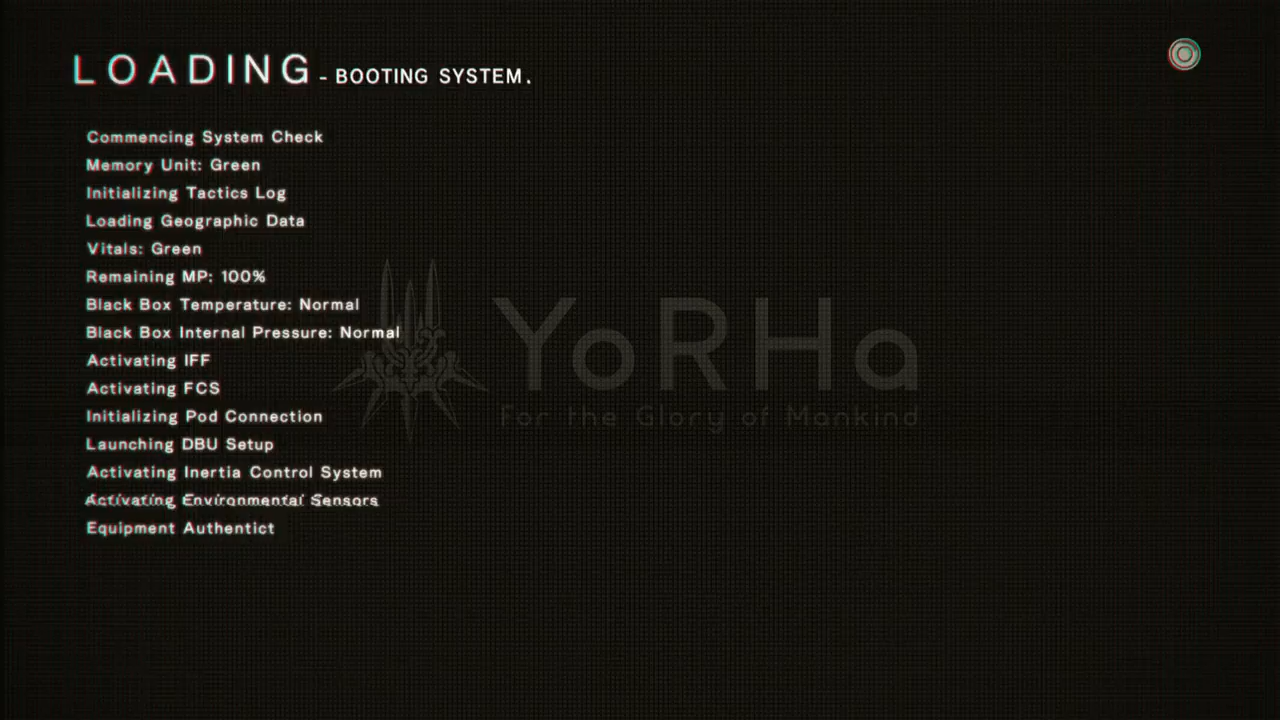 LOADING - BOOTING SYSTEM.
Commencing System Check
Memory Unit: Green
Initializing Tactics Log
Loading Geographic Data
Vitals: Green
Remaining MP: 100%
Black Box Temperature: Normal
Black Box Internal Pressure: Normal
Activating IFF
Activating FCS
Initializing Pod Connection
Launching DBU Setup
Activating Inertia Control System
Activating Environmental Sensors
Equipment Authentict
YoRHa
For the Glory of Mankind